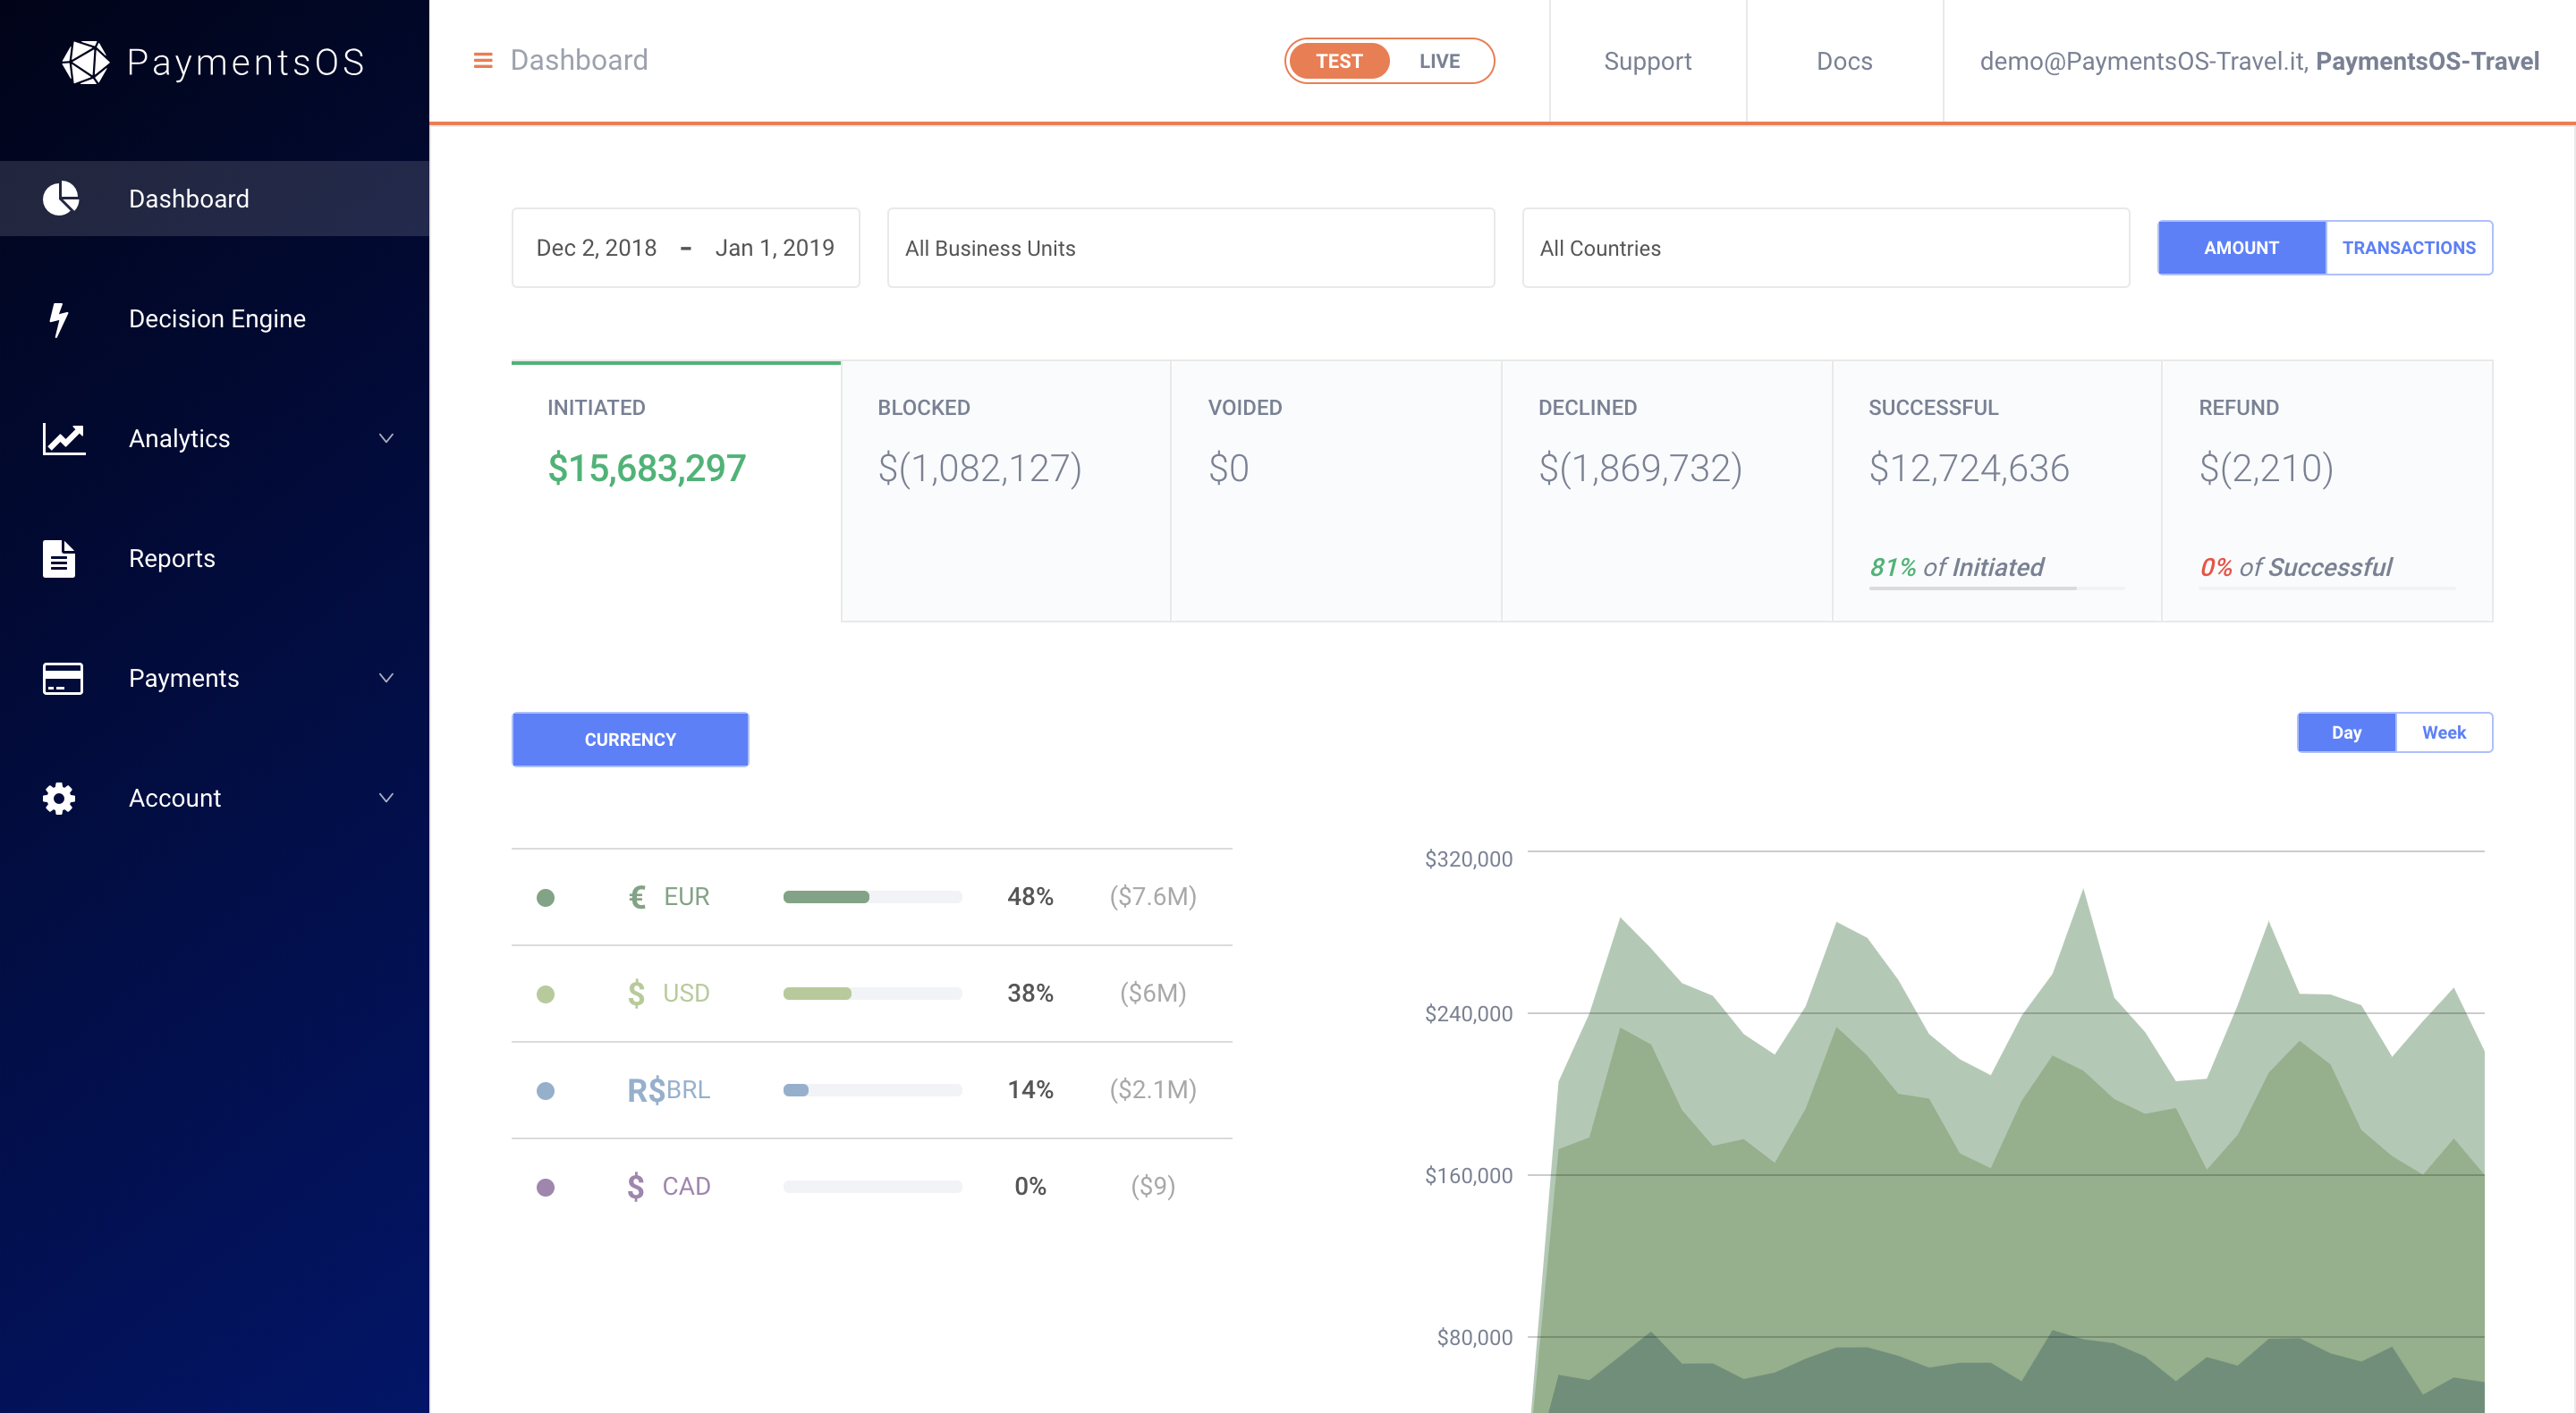 PaymentsOS
Dashboard
TEST LIVE
Support
Docs
demo@PaymentsOS-Travel.it, PaymentsOS-Travel
Dashboard
Decision Engine
Analytics
Reports
Payments
Account
Dec 2, 2018 - Jan 1, 2019
All Business Units
All Countries
AMOUNT TRANSACTIONS
INITIATED
$15,683,297
BLOCKED
$(1,082,127)
VOIDED
$0
DECLINED
$(1,869,732)
SUCCESSFUL
$12,724,636
81% of Initiated
REFUND
$(2,210)
0% of Successful
CURRENCY
Day Week
€ EUR 48% ($7.6M)
$ USD 38% ($6M)
R$ BRL 14% ($2.1M)
$ CAD 0% ($9)
$320,000
$240,000
$160,000
$80,000